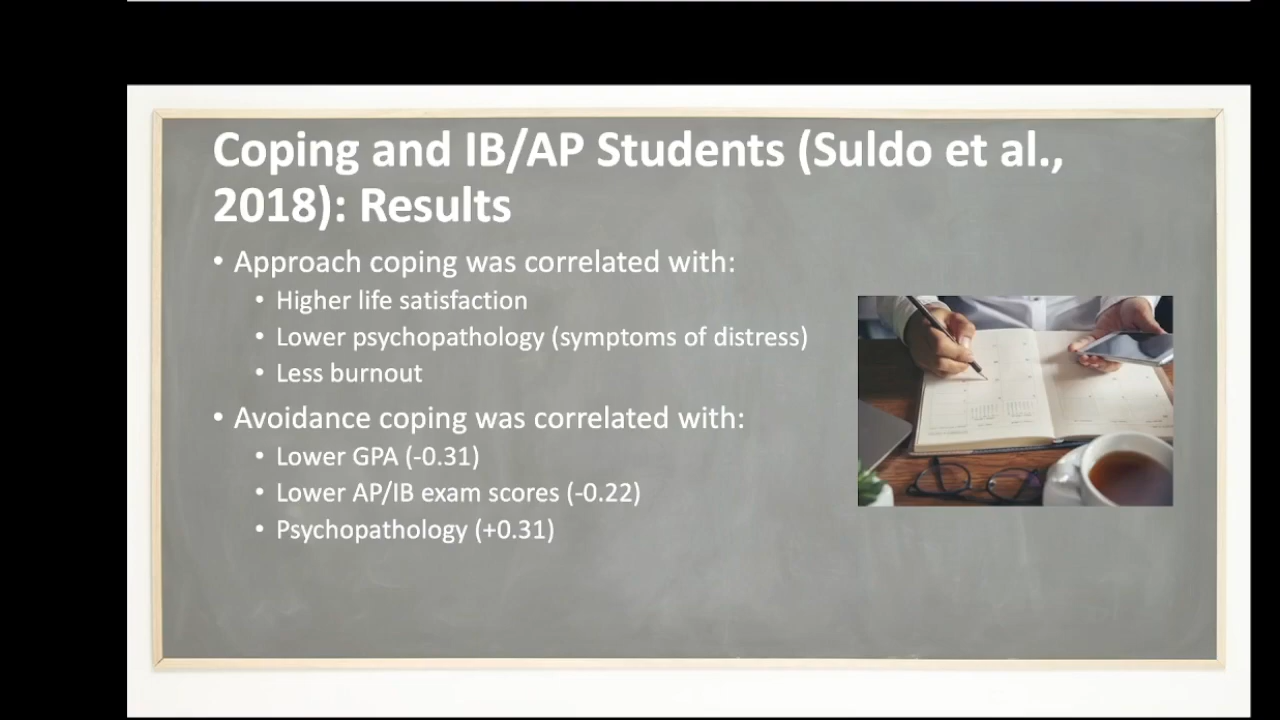 Coping and IB/AP Students (Suldo et al.,
2018): Results
• Approach coping was correlated with:
• Higher life satisfaction
• Lower psychopathology (symptoms of distress)
• Less burnout
• Avoidance coping was correlated with:
• Lower GPA (-0.31)
• Lower AP/IB exam scores (-0.22)
• Psychopathology (+0.31)